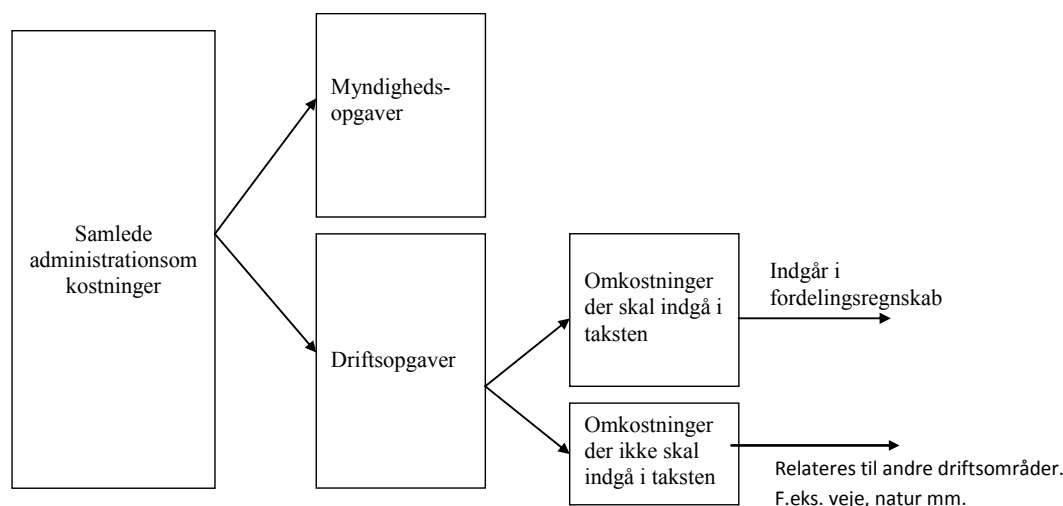 Samlede
administrationsom
kostninger
Myndigheds-
opgaver
Driftsopgaver
Omkostninger
der skal indgå i
taksten
Indgår i
fordelingsregnskab
Omkostninger
der ikke skal
indgå i taksten
Relateres til andre driftsområder.
F.eks. veje, natur mm.